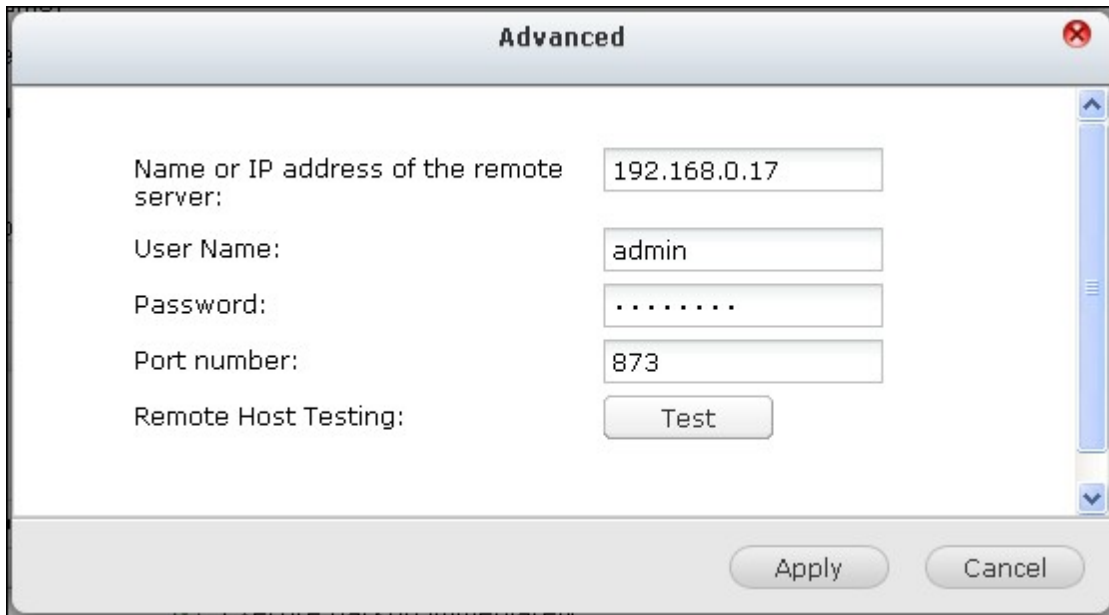 Advanced
Name or IP address of the remote
server:
192.168.0.17
User Name:
admin
Password:
........
Port number:
873
Remote Host Testing:
Test
Apply
Cancel